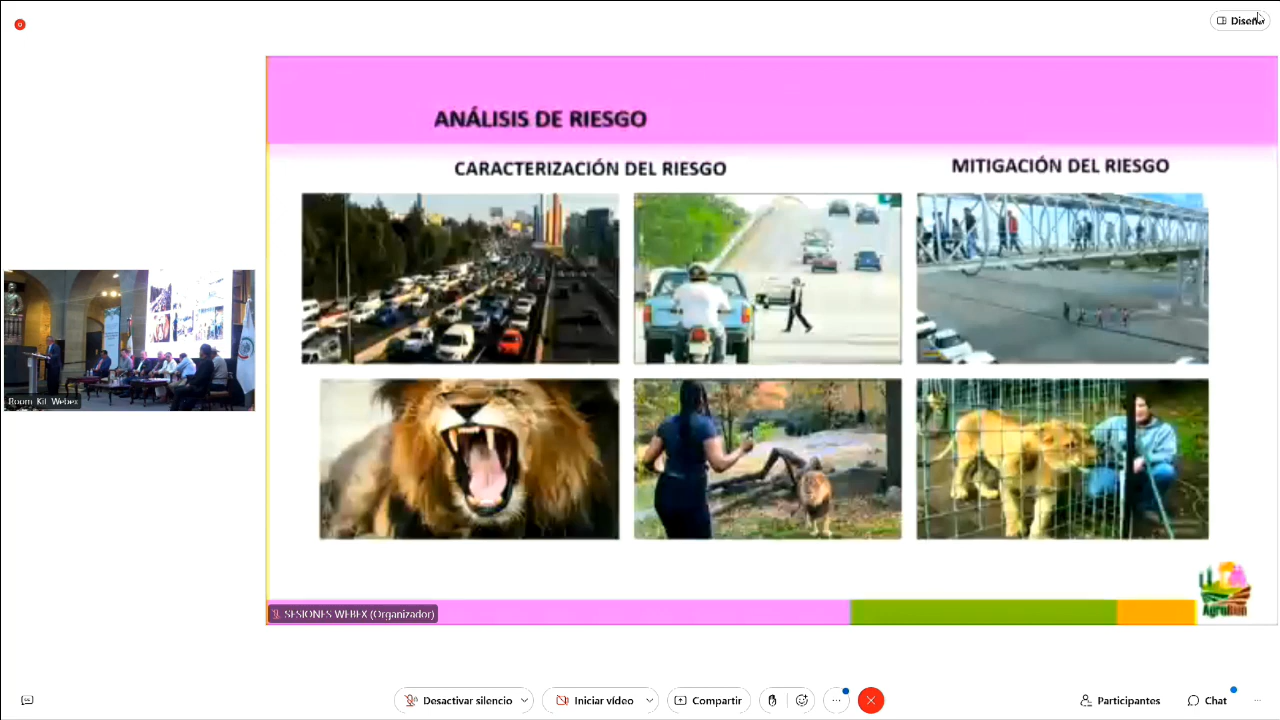 Diseño
ANÁLISIS DE RIESGO
CARACTERIZACIÓN DEL RIESGO
MITIGACIÓN DEL RIESGO
Room Kit Webex
SESIONES WEBEX (Organizador)
Desactivar silencio
Iniciar vídeo
Compartir
Participantes
Chat